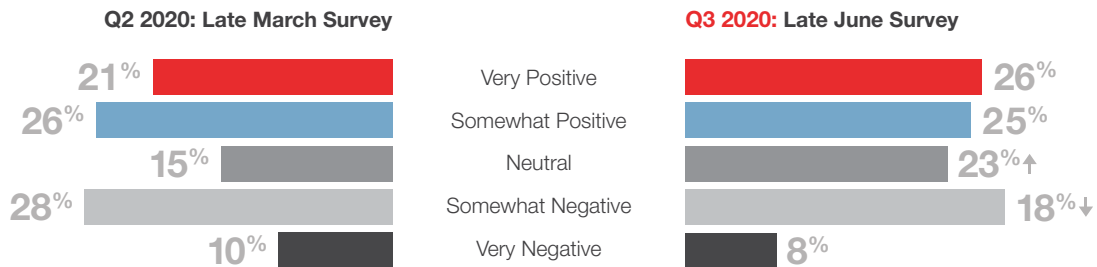 Q2 2020: Late March Survey
Q3 2020: Late June Survey
21% Very Positive 26%
26% Somewhat Positive 25%
15% Neutral 23%↑
28% Somewhat Negative 18%↓
10% Very Negative 8%